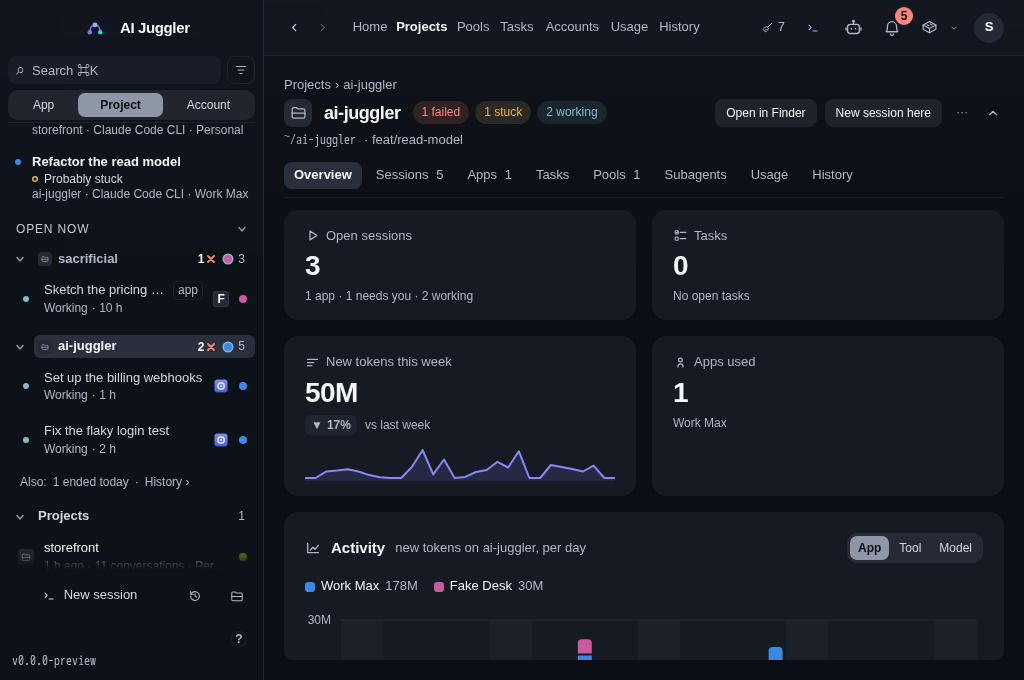 AI Juggler
Search ⌘K
App Project Account
storefront · Claude Code CLI · Personal
Refactor the read model
Probably stuck
ai-juggler · Claude Code CLI · Work Max
OPEN NOW
sacrificial 1 3
Sketch the pricing … app F
Working · 10 h
ai-juggler 2 5
Set up the billing webhooks
Working · 1 h
Fix the flaky login test
Working · 2 h
Also: 1 ended today · History ›
Projects 1
storefront
1 h ago · 11 conversations · Per…
New session
?
v0.0.0-preview
Home Projects Pools Tasks Accounts Usage History 7 5 S
Projects › ai-juggler
ai-juggler 1 failed 1 stuck 2 working Open in Finder New session here ···
~/ai-juggler · feat/read-model
Overview Sessions 5 Apps 1 Tasks Pools 1 Subagents Usage History
Open sessions
3
1 app · 1 needs you · 2 working
Tasks
0
No open tasks
New tokens this week
50M
▼ 17% vs last week
Apps used
1
Work Max
Activity new tokens on ai-juggler, per day App Tool Model
Work Max 178M Fake Desk 30M
30M